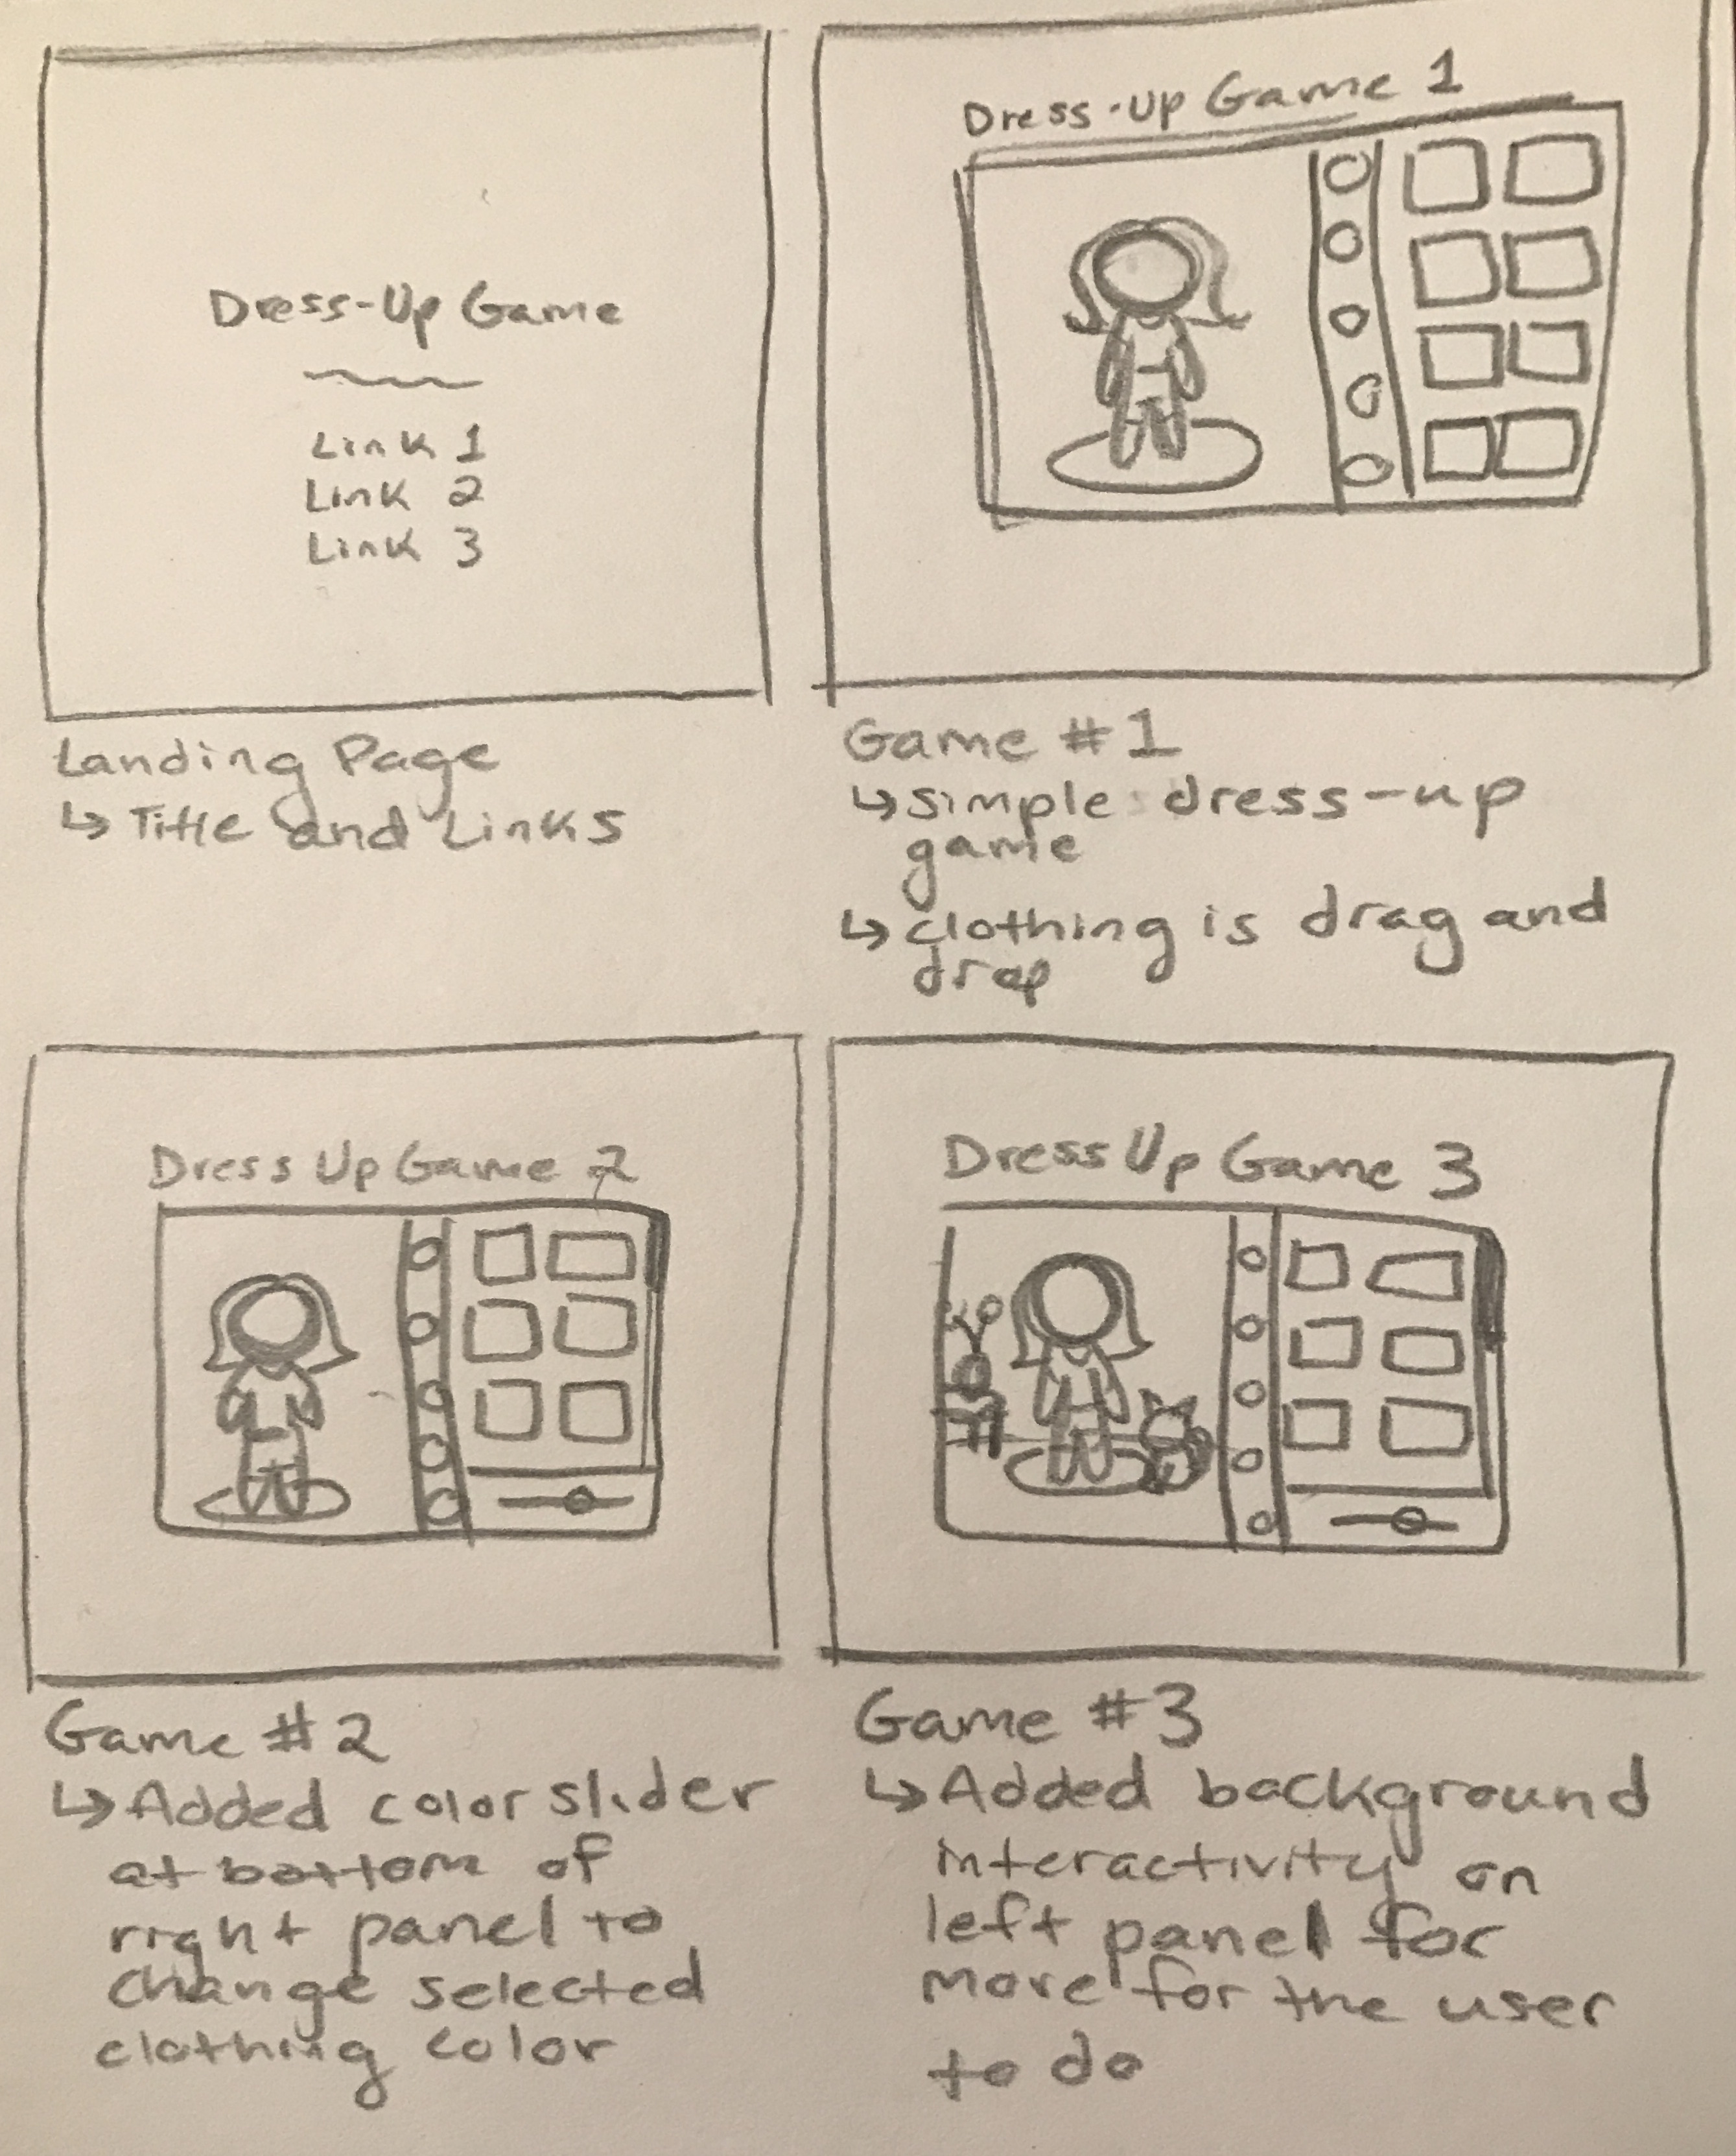 Dress-Up Game
Link 1
Link 2
Link 3
Landing Page
↳ Title and Links
Dress-up Game 1
Game #1
↳ simple dress-up
game
↳ clothing is drag and
drop
Dress Up Game 2
Game #2
↳ Added color slider
at bottom of
right panel to
change selected
clothing color
Dress Up Game 3
Game #3
↳ Added background
interactivity on
left panel for
more for the user
to do